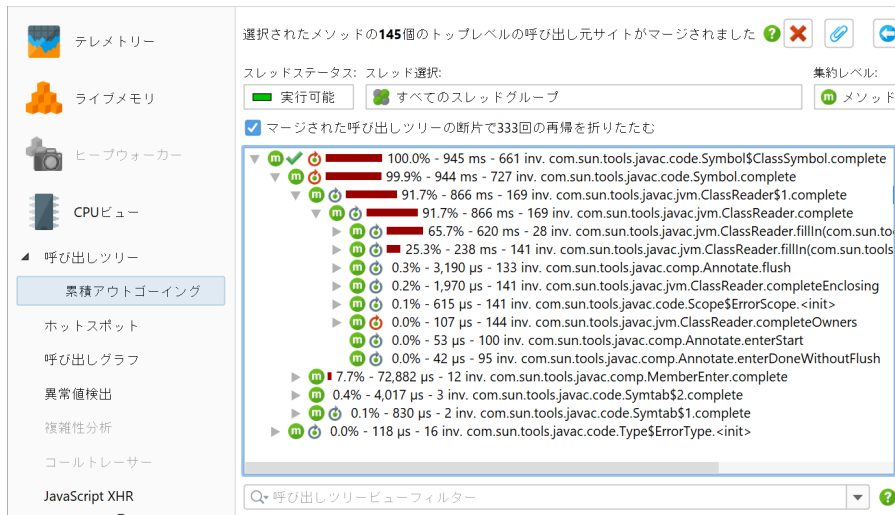 テレメトリー
ライブメモリ
ヒープウォーカー
CPUビュー
呼び出しツリー
累積アウトゴーイング
ホットスポット
呼び出しグラフ
異常値検出
複雑性分析
コールトレーサー
JavaScript XHR
選択されたメソッドの145個のトップレベルの呼び出し元サイトがマージされました
スレッドステータス: スレッド選択: 集約レベル:
実行可能 すべてのスレッドグループ メソッド
マージされた呼び出しツリーの断片で333回の再帰を折りたたむ
100.0% - 945 ms - 661 inv. com.sun.tools.javac.code.Symbol$ClassSymbol.complete
99.9% - 944 ms - 727 inv. com.sun.tools.javac.code.Symbol.complete
91.7% - 866 ms - 169 inv. com.sun.tools.javac.jvm.ClassReader$1.complete
91.7% - 866 ms - 169 inv. com.sun.tools.javac.jvm.ClassReader.complete
65.7% - 620 ms - 28 inv. com.sun.tools.javac.jvm.ClassReader.fillIn(com.sun.to
25.3% - 238 ms - 141 inv. com.sun.tools.javac.jvm.ClassReader.fillIn(com.sun.tools
0.3% - 3,190 µs - 133 inv. com.sun.tools.javac.comp.Annotate.flush
0.2% - 1,970 µs - 141 inv. com.sun.tools.javac.jvm.ClassReader.completeEnclosing
0.1% - 615 µs - 141 inv. com.sun.tools.javac.code.Scope$ErrorScope.<init>
0.0% - 107 µs - 144 inv. com.sun.tools.javac.jvm.ClassReader.completeOwners
0.0% - 53 µs - 100 inv. com.sun.tools.javac.comp.Annotate.enterStart
0.0% - 42 µs - 95 inv. com.sun.tools.javac.comp.Annotate.enterDoneWithoutFlush
7.7% - 72,882 µs - 12 inv. com.sun.tools.javac.comp.MemberEnter.complete
0.4% - 4,017 µs - 3 inv. com.sun.tools.javac.code.Symtab$2.complete
0.1% - 830 µs - 2 inv. com.sun.tools.javac.code.Symtab$1.complete
0.0% - 118 µs - 16 inv. com.sun.tools.javac.code.Type$ErrorType.<init>
呼び出しツリービューフィルター